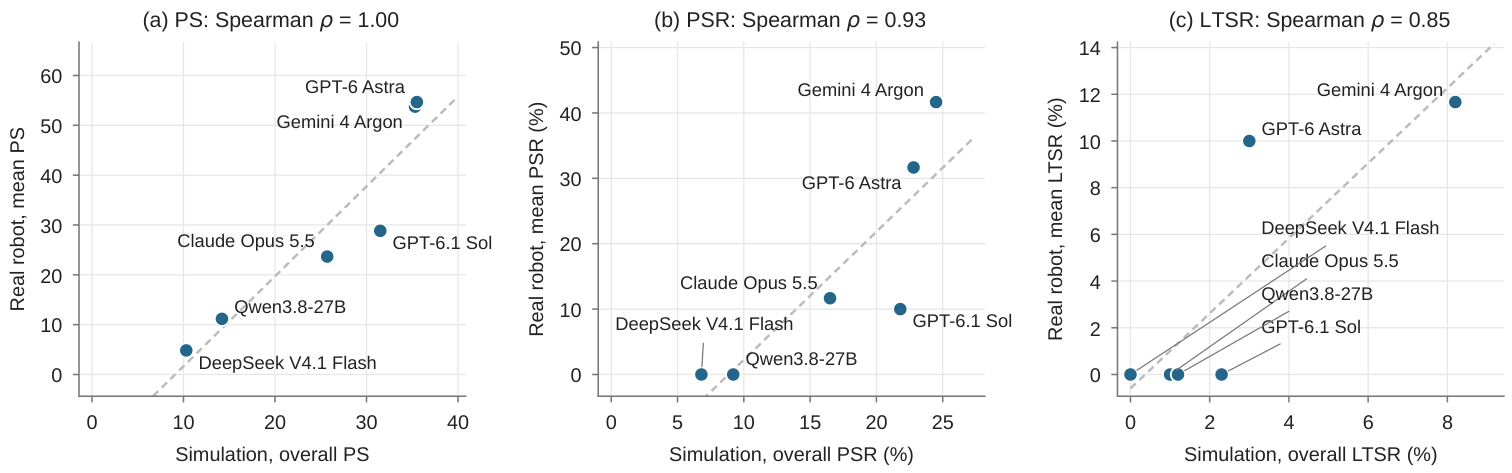 (a) PS: Spearman ρ = 1.00
Real robot, mean PS
60
50
40
30
20
10
0
GPT-6 Astra
Gemini 4 Argon
Claude Opus 5.5
GPT-6.1 Sol
Qwen3.8-27B
DeepSeek V4.1 Flash
0
10
20
30
40
Simulation, overall PS
(b) PSR: Spearman ρ = 0.93
Real robot, mean PSR (%)
50
40
30
20
10
0
Gemini 4 Argon
GPT-6 Astra
Claude Opus 5.5
DeepSeek V4.1 Flash
GPT-6.1 Sol
Qwen3.8-27B
0
5
10
15
20
25
Simulation, overall PSR (%)
(c) LTSR: Spearman ρ = 0.85
Real robot, mean LTSR (%)
14
12
10
8
6
4
2
0
Gemini 4 Argon
GPT-6 Astra
DeepSeek V4.1 Flash
Claude Opus 5.5
Qwen3.8-27B
GPT-6.1 Sol
0
2
4
6
8
Simulation, overall LTSR (%)